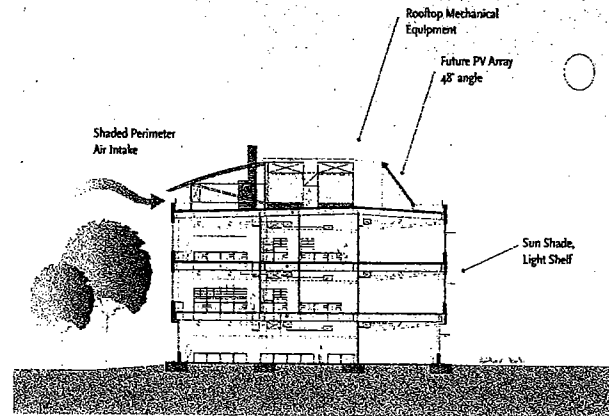 Rooftop Mechanical
Equipment
Future PV Array
48° angle
Shaded Perimeter
Air Intake
Sun Shade,
Light Shelf